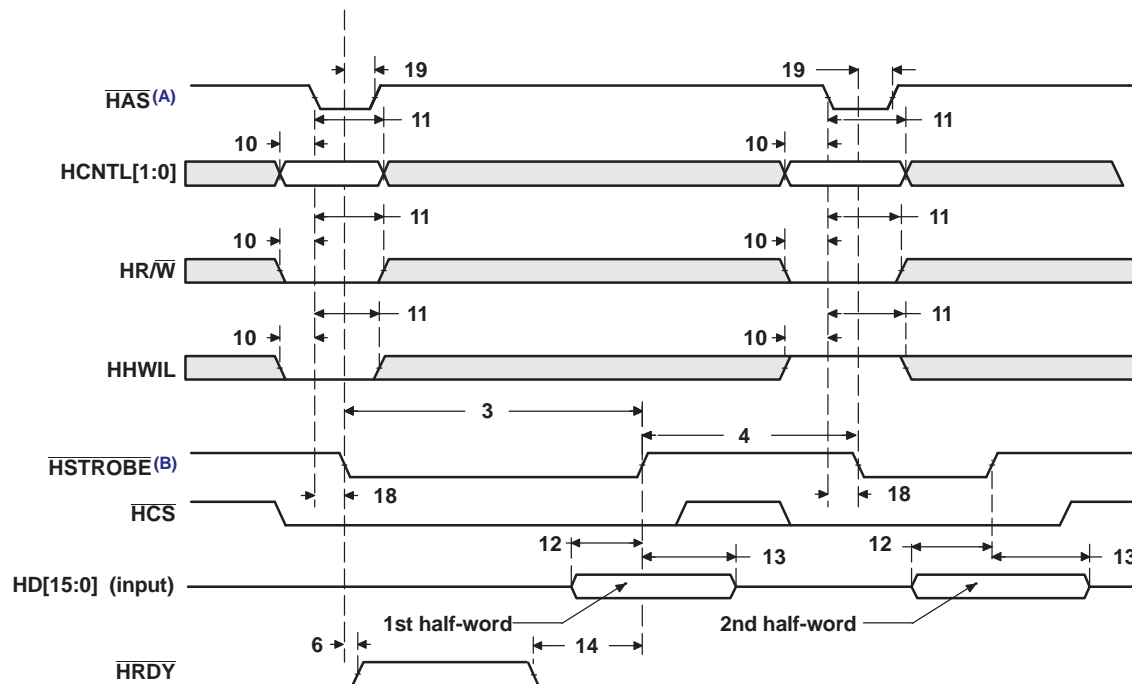 19 19
HAS(A)
11 11
10 10
HCNTL[1:0]
11 11
10 10
HR/W
11 11
10 10
HHWIL
3
4
HSTROBE(B)
18 18
HCS
12 13 12 13
HD[15:0] (input)
1st half-word 2nd half-word
6 14
HRDY